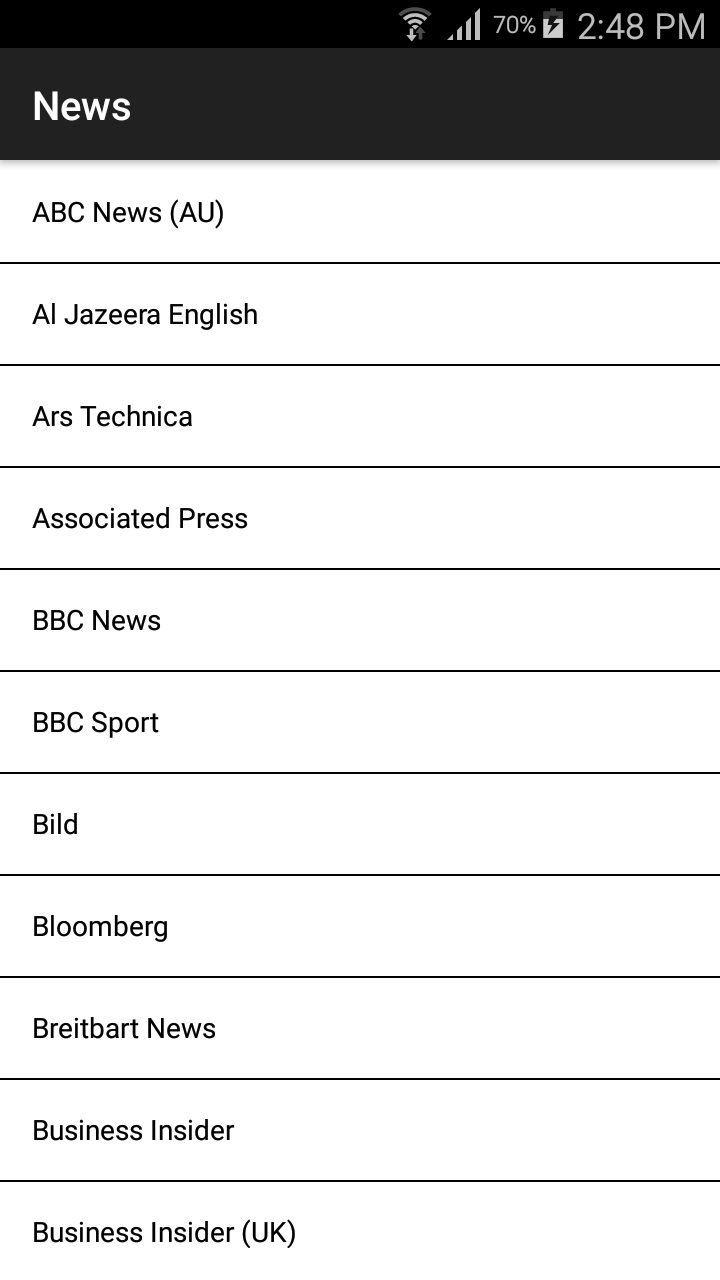 70% 2:48 PM
News
ABC News (AU)
Al Jazeera English
Ars Technica
Associated Press
BBC News
BBC Sport
Bild
Bloomberg
Breitbart News
Business Insider
Business Insider (UK)